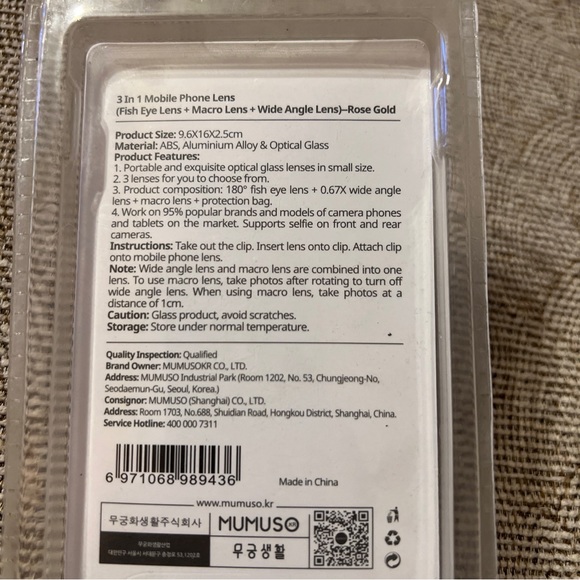 3 In 1 Mobile Phone Lens
(Fish Eye Lens + Macro Lens + Wide Angle Lens)–Rose Gold
Product Size: 9.6X16X2.5cm
Material: ABS, Aluminium Alloy & Optical Glass
Product Features:
1. Portable and exquisite optical glass lenses in small size.
2. 3 lenses for you to choose from.
3. Product composition: 180° fish eye lens + 0.67X wide angle
lens + macro lens + protection bag.
4. Work on 95% popular brands and models of camera phones
and tablets on the market. Supports selfie on front and rear
cameras.
Instructions: Take out the clip. Insert lens onto clip. Attach clip
onto mobile phone lens.
Note: Wide angle lens and macro lens are combined into one
lens. To use macro lens, take photos after rotating to turn off
wide angle lens. When using macro lens, take photos at a
distance of 1cm.
Caution: Glass product, avoid scratches.
Storage: Store under normal temperature.
Quality Inspection: Qualified
Brand Owner: MUMUSOKR CO., LTD.
Address: MUMUSO Industrial Park (Room 1202, No. 53, Chungjeong-No,
Seodaemun-Gu, Seoul, Korea.)
Consignor: MUMUSO (Shanghai) CO., LTD.
Address: Room 1703, No.688, Shuidian Road, Hongkou District, Shanghai, China.
Service Hotline: 400 000 7311
6 971068 989436
Made in China
www.mumuso.kr
무궁화생활주식회사
MUMUSO
무궁화생활산업
무궁생활